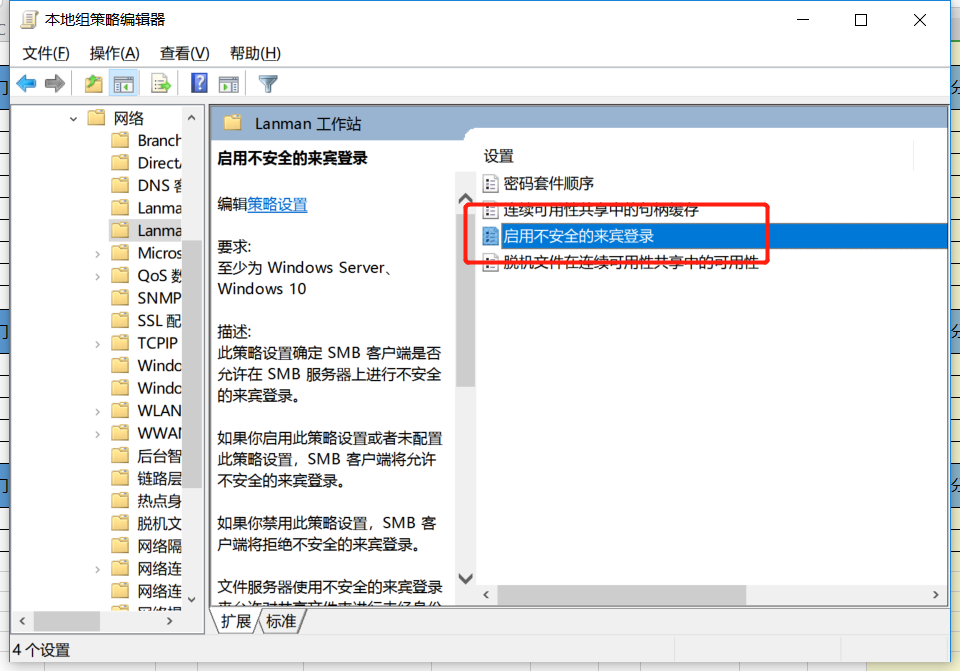 本地组策略编辑器
文件(F) 操作(A) 查看(V) 帮助(H)
网络
Branch
Direct
DNS 客
Lanma
Lanma
Micros
QoS 数
SNMP
SSL 配
TCPIP
Windo
Windo
WLAN
WWAN
后台智
链路层
热点身
脱机文
网络隔
网络连
网络连
Lanman 工作站
启用不安全的来宾登录
编辑策略设置
要求:
至少为 Windows Server、
Windows 10
描述:
此策略设置确定 SMB 客户端是否
允许在 SMB 服务器上进行不安全
的来宾登录。
如果你启用此策略设置或者未配置
此策略设置，SMB 客户端将允许
不安全的来宾登录。
如果你禁用此策略设置，SMB 客
户端将拒绝不安全的来宾登录。
文件服务器使用不安全的来宾登录
设置
密码套件顺序
连续可用性共享中的句柄缓存
启用不安全的来宾登录
脱机文件在连续可用性共享中的可用性
扩展 标准
4 个设置